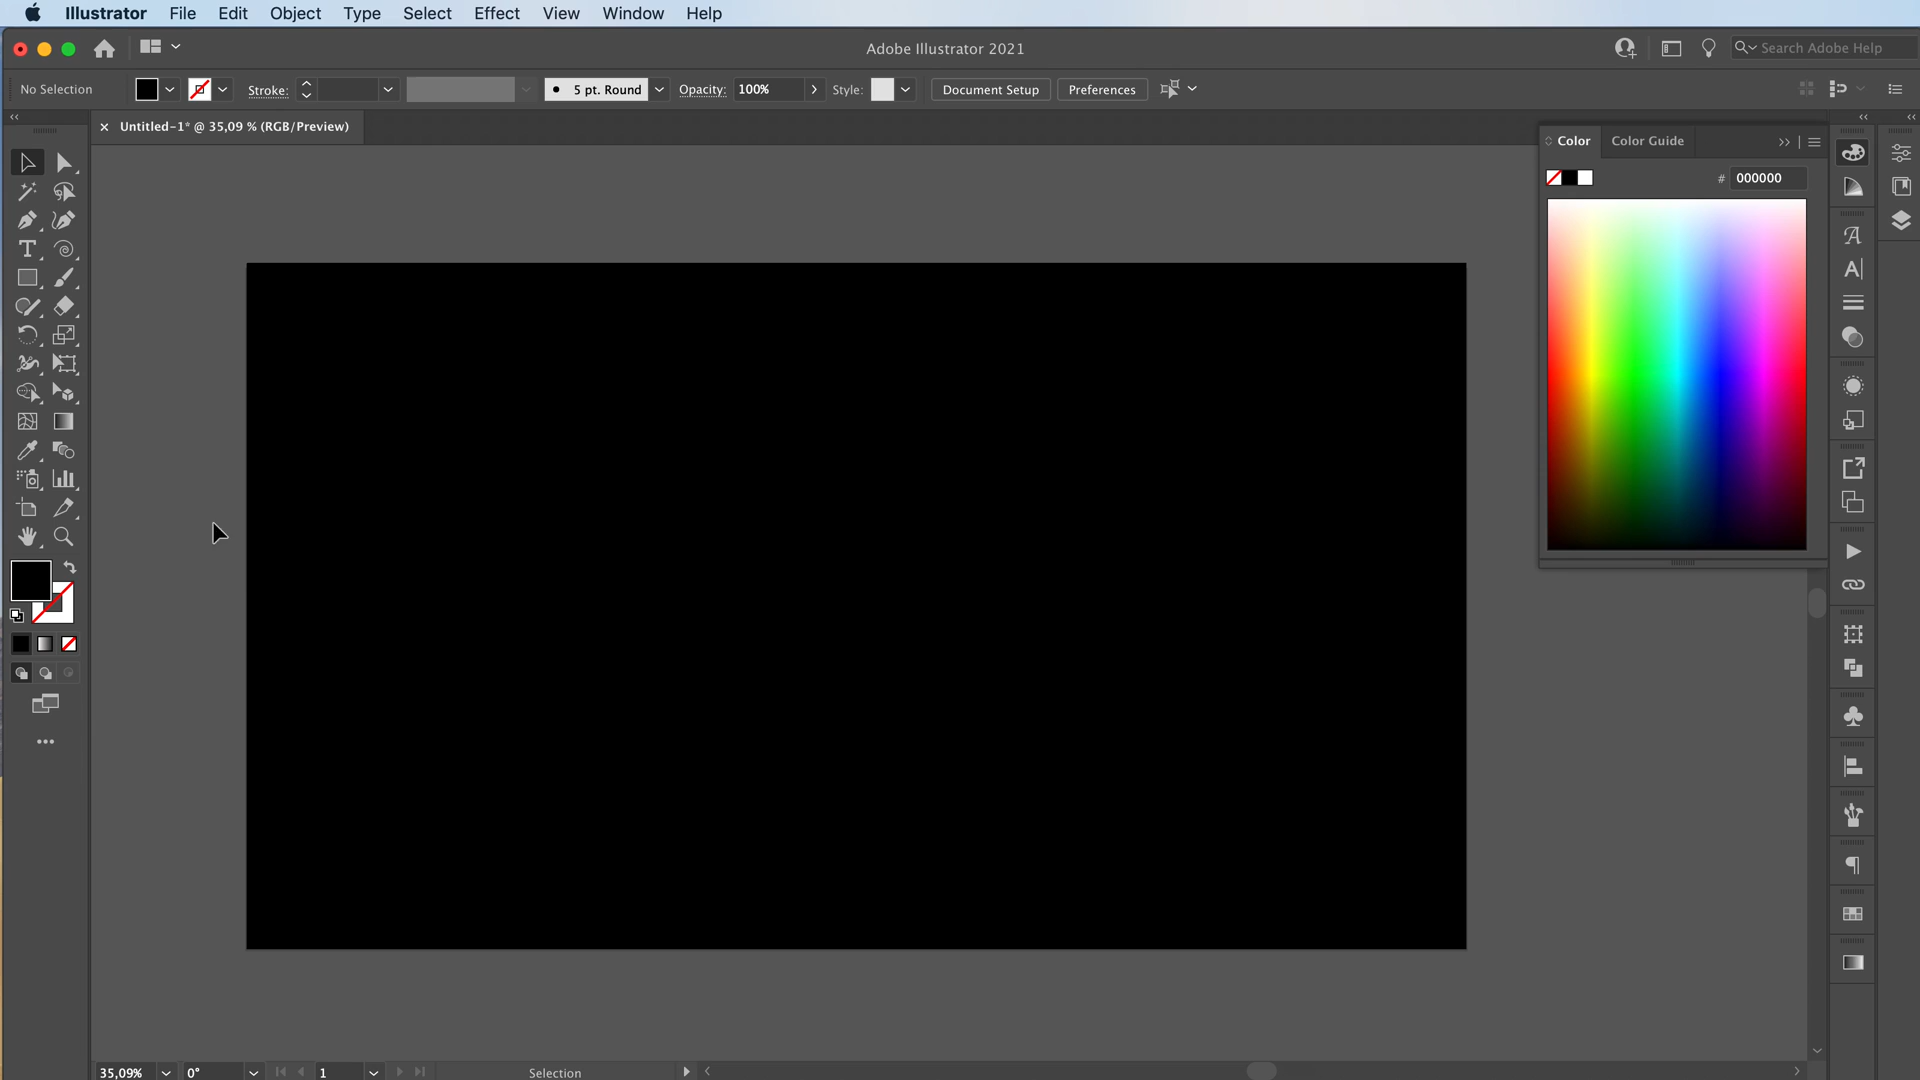 Illustrator File Edit Object Type Select Effect View Window Help
Adobe Illustrator 2021
Search Adobe Help
No Selection
Stroke:
5 pt. Round
Opacity: 100%
Style:
Document Setup
Preferences
Untitled-1* @ 35,09 % (RGB/Preview)
Color
Color Guide
# 000000
35,09%
0°
1
Selection